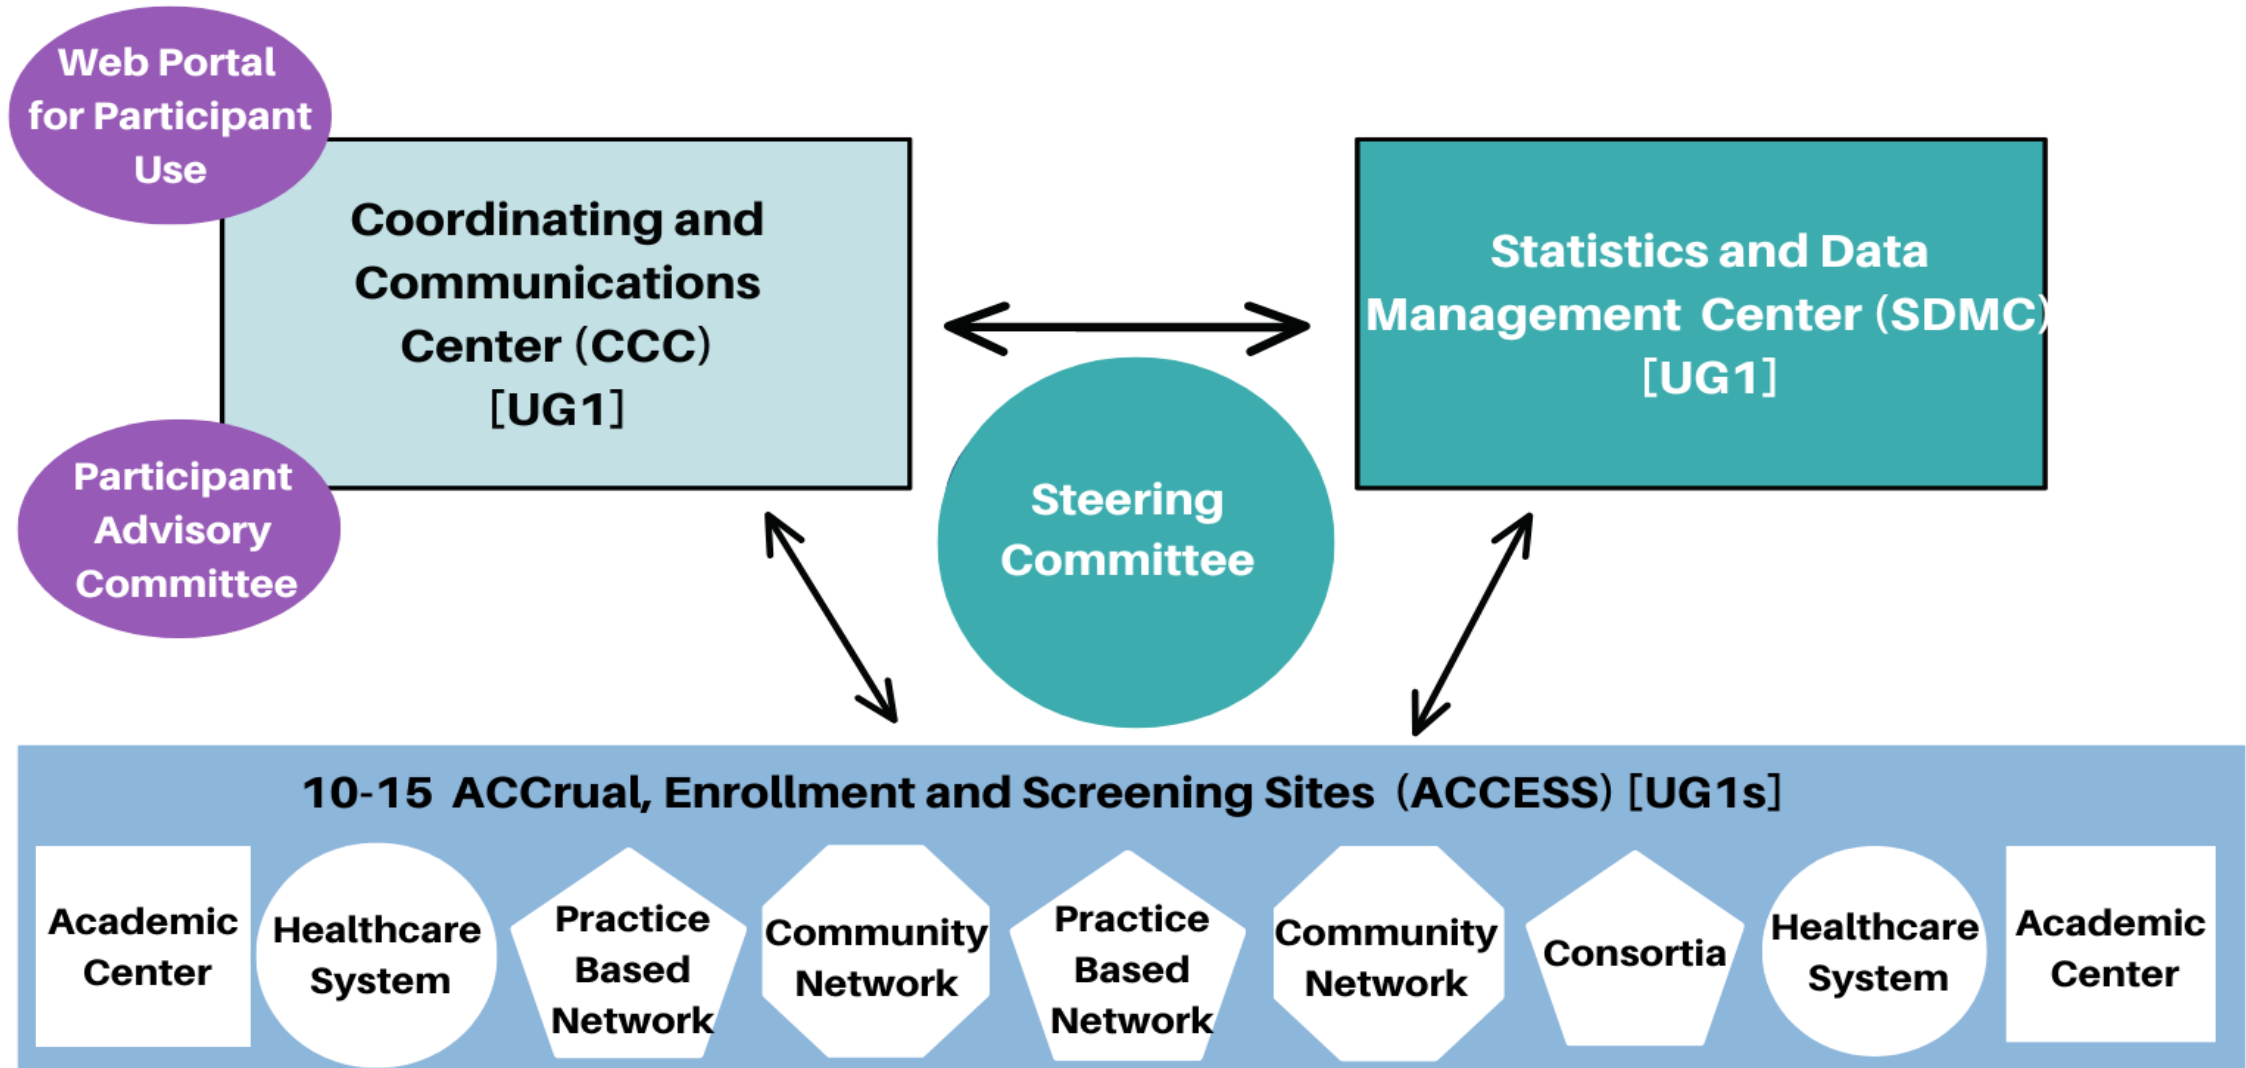 Web Portal
for Participant
Use
Coordinating and
Communications
Center (CCC)
[UG1]
Statistics and Data
Management Center (SDMC)
[UG1]
Participant
Advisory
Committee
Steering
Committee
10-15 ACCrual, Enrollment and Screening Sites (ACCESS) [UG1s]
Academic
Center
Healthcare
System
Practice
Based
Network
Community
Network
Practice
Based
Network
Community
Network
Consortia
Healthcare
System
Academic
Center